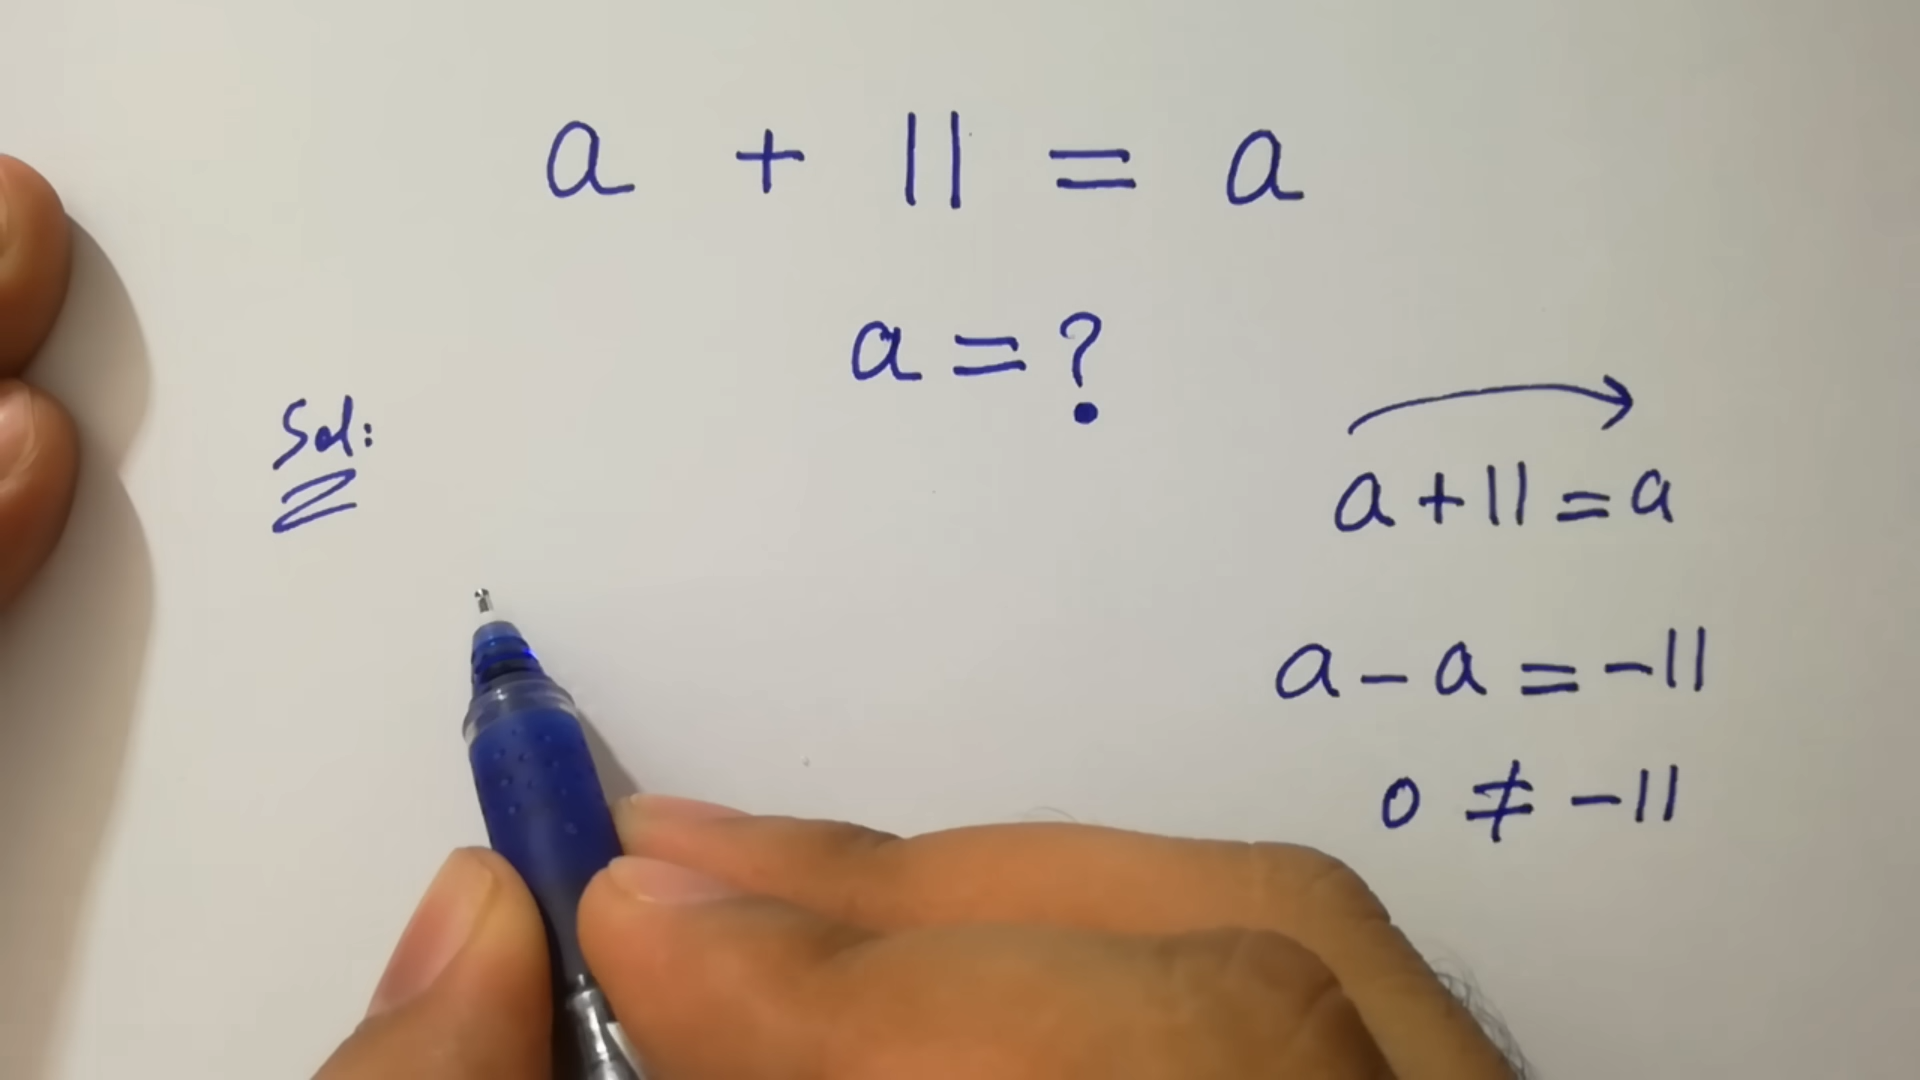 a + 11 = a
a = ?
Sol:
a + 11 = a
a - a = -11
0 ≠ -11